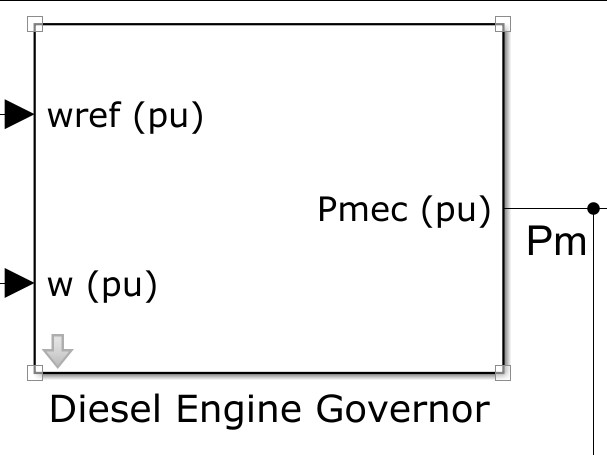 wref (pu)
Pmec (pu)
Pm
w (pu)
Diesel Engine Governor